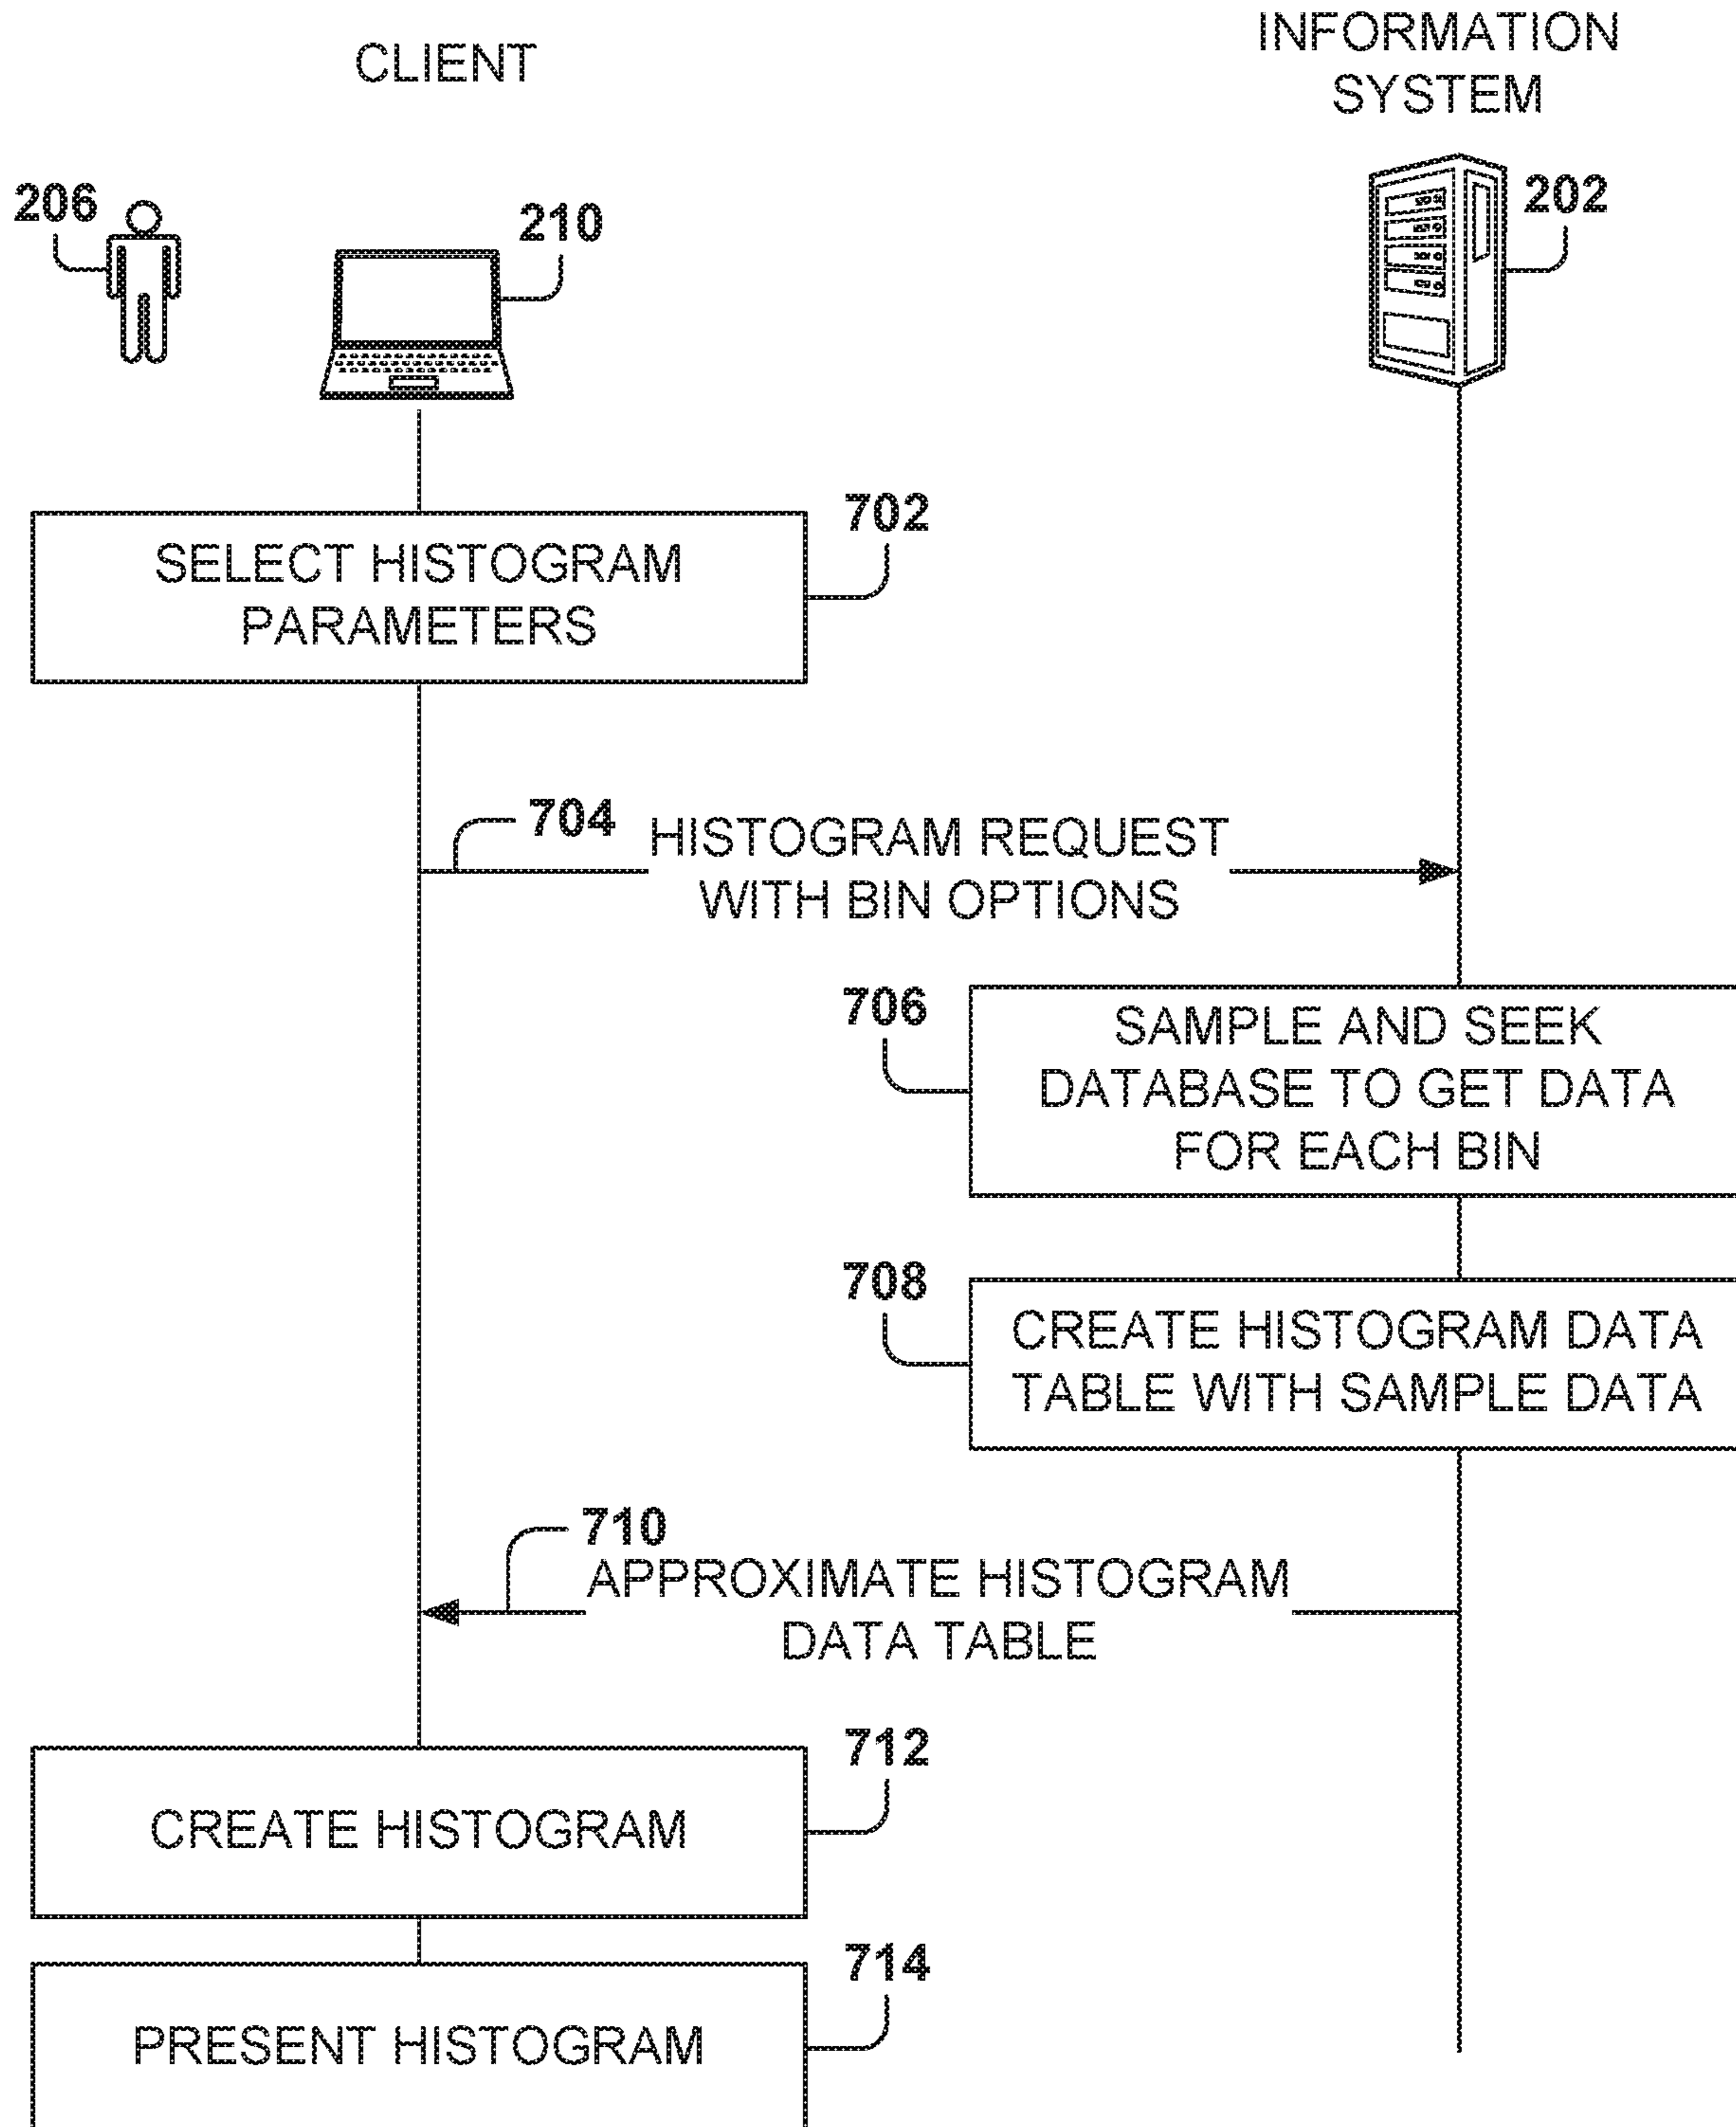 CLIENT
INFORMATION
SYSTEM
206
210
202
702
SELECT HISTOGRAM
PARAMETERS
704
HISTOGRAM REQUEST
WITH BIN OPTIONS
706
SAMPLE AND SEEK
DATABASE TO GET DATA
FOR EACH BIN
708
CREATE HISTOGRAM DATA
TABLE WITH SAMPLE DATA
710
APPROXIMATE HISTOGRAM
DATA TABLE
712
CREATE HISTOGRAM
714
PRESENT HISTOGRAM